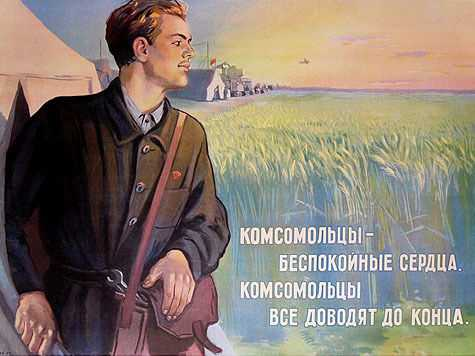 КОМСОМОЛЬЦЫ –
БЕСПОКОЙНЫЕ СЕРДЦА.
КОМСОМОЛЬЦЫ
ВСЕ ДОВОДЯТ ДО КОНЦА.